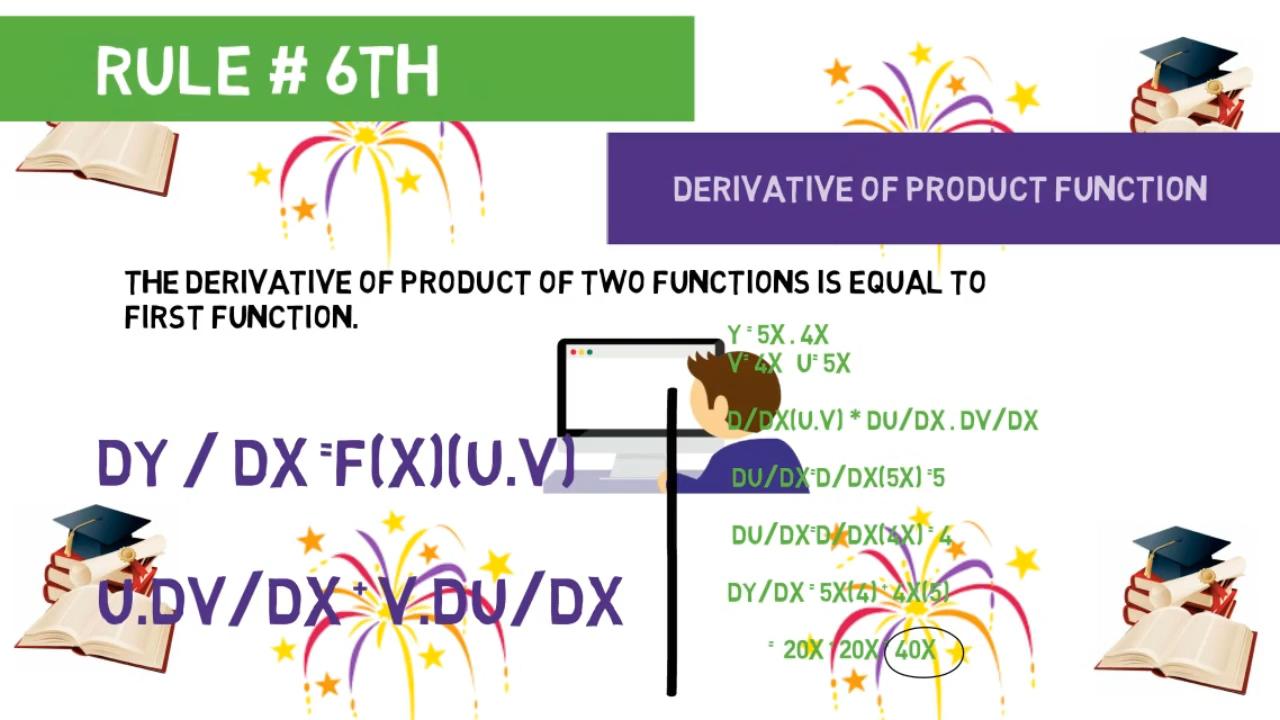 RULE # 6TH
DERIVATIVE OF PRODUCT FUNCTION
THE DERIVATIVE OF PRODUCT OF TWO FUNCTIONS IS EQUAL TO
FIRST FUNCTION.
DY / DX =F(X)(U.V)
U.DV/DX + V.DU/DX
Y = 5X . 4X
V= 4X U= 5X
D/DX(U.V) * DU/DX . DV/DX
DU/DX=D/DX(5X) =5
DU/DX=D/DX(4X) = 4
DY/DX = 5X(4) + 4X(5)
= 20X 20X 40X